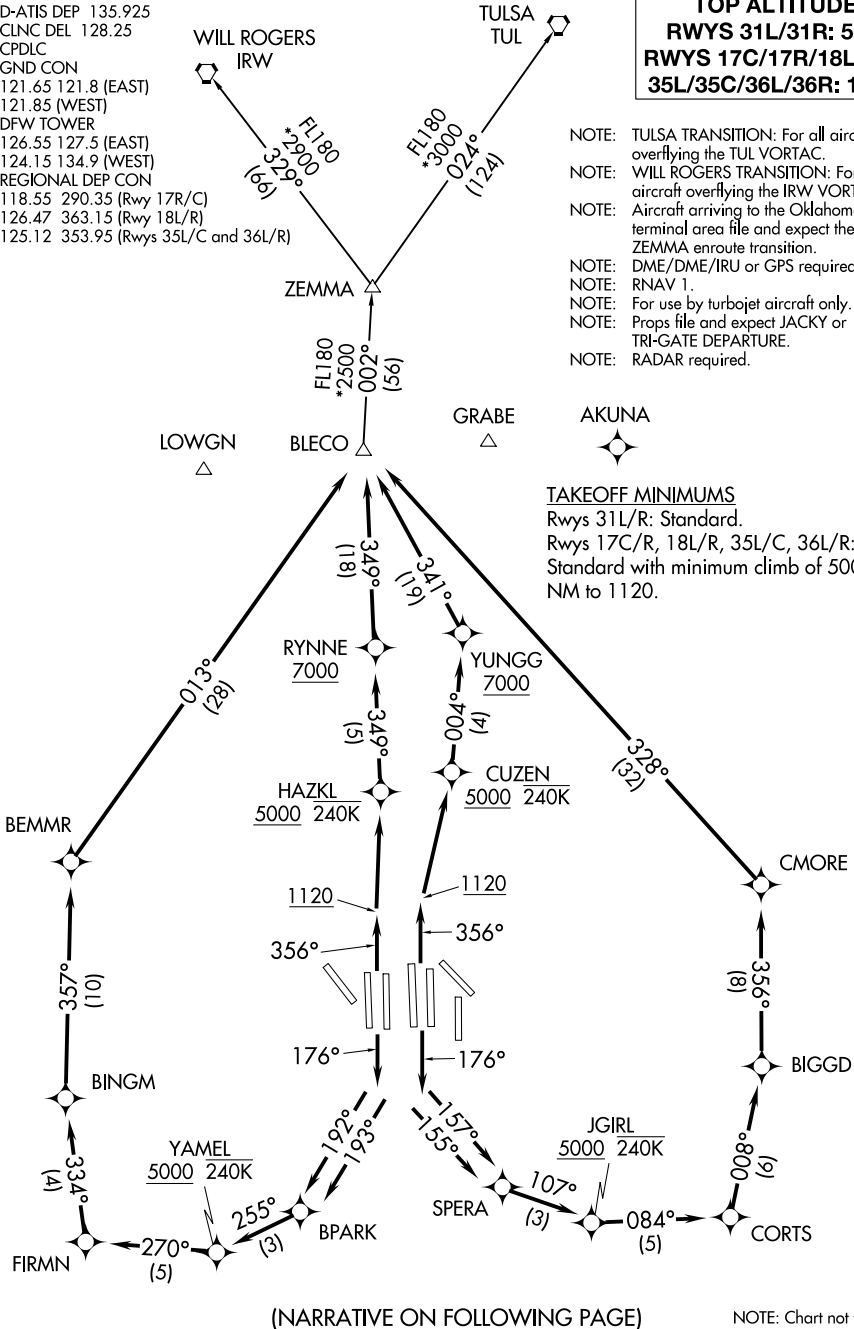 D-ATIS DEP 135.925
CLNC DEL 128.25
CPDLC
GND CON
121.65 121.8 (EAST)
121.85 (WEST)
DFW TOWER
126.55 127.5 (EAST)
124.15 134.9 (WEST)
REGIONAL DEP CON
118.55 290.35 (Rwy 17R/C)
126.47 363.15 (Rwy 18L/R)
125.12 353.95 (Rwys 35L/C and 36L/R)
WILL ROGERS
IRW
TULSA
TUL
TOP ALTITUDE
RWYS 31L/31R: 5
RWYS 17C/17R/18L
35L/35C/36L/36R: 1
NOTE: TULSA TRANSITION: For all airc
overflying the TUL VORTAC.
NOTE: WILL ROGERS TRANSITION: For
aircraft overflying the IRW VORT
NOTE: Aircraft arriving to the Oklahom
terminal area file and expect the
ZEMMA enroute transition.
NOTE: DME/DME/IRU or GPS required
NOTE: RNAV 1.
NOTE: For use by turbojet aircraft only.
NOTE: Props file and expect JACKY or
TRI-GATE DEPARTURE.
NOTE: RADAR required.
FL180
*2900
329°
(66)
FL180
*3000
024°
(124)
ZEMMA
FL180
*2500
002°
(56)
LOWGN
BLECO
GRABE
AKUNA
TAKEOFF MINIMUMS
Rwys 31L/R: Standard.
Rwys 17C/R, 18L/R, 35L/C, 36L/R:
Standard with minimum climb of 500
NM to 1120.
013°
(28)
349°
(18)
341°
(19)
328°
(32)
RYNNE
7000
YUNGG
7000
349°
(5)
004°
(4)
HAZKL
5000 240K
CUZEN
5000 240K
BEMMR
CMORE
1120
1120
356°
356°
357°
(10)
356°
(8)
176°
176°
BINGM
BIGGD
192°
193°
157°
155°
YAMEL
5000 240K
JGIRL
5000 240K
334°
(4)
008°
(9)
255°
(3)
BPARK
SPERA
107°
(3)
084°
(5)
CORTS
FIRMN
270°
(5)
(NARRATIVE ON FOLLOWING PAGE)
NOTE: Chart not